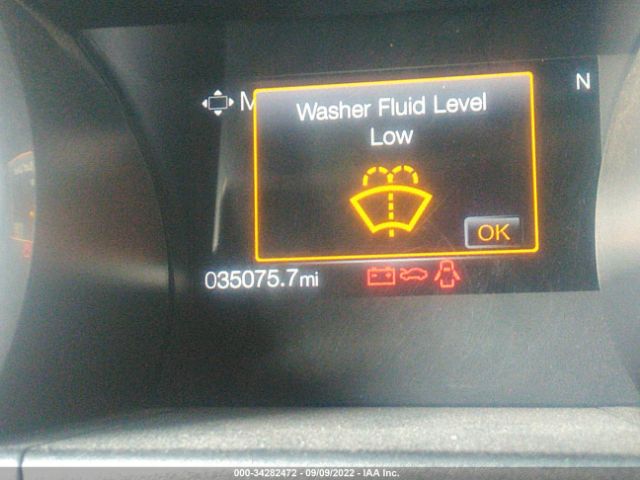 M
N
Washer Fluid Level
Low
OK
035075.7mi
000-34282472 - 09/09/2022 - IAA Inc.